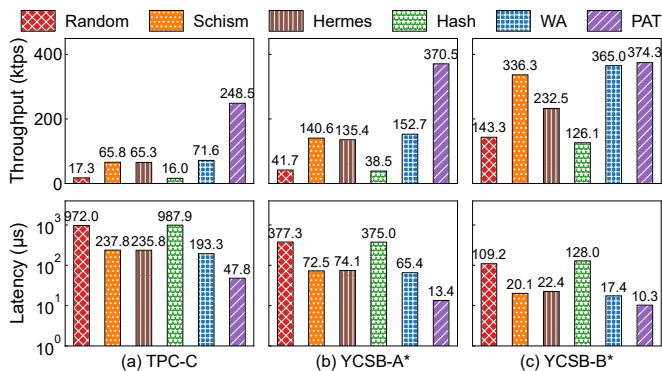 Random Schism Hermes Hash WA PAT
Throughput (ktps)
400
200
0
17.3 65.8 65.3 16.0 71.6 248.5
41.7 140.6 135.4 38.5 152.7 370.5
143.3 336.3 232.5 126.1 365.0 374.3
Latency (μs)
10³
10²
10¹
10⁰
972.0 237.8 235.8 987.9 193.3 47.8
377.3 72.5 74.1 375.0 65.4 13.4
109.2 20.1 22.4 128.0 17.4 10.3
(a) TPC-C (b) YCSB-A* (c) YCSB-B*